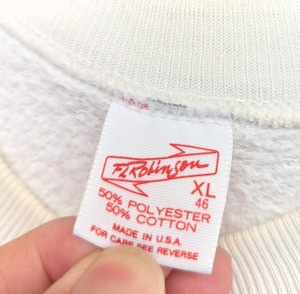 F.L. Robinson
XL
46
50% POLYESTER
50% COTTON
MADE IN U.S.A.
FOR CARE SEE REVERSE